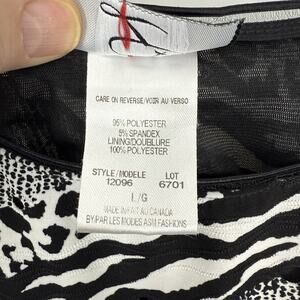 CARE ON REVERSE/VOIR AU VERSO
95% POLYESTER
5% SPANDEX
LINING/DOUBLURE
100% POLYESTER
STYLE/MODELE LOT
12096 6701
L/G
MADE IN/FAIT AU CANADA
BY/PAR LES MODES ASM FASHIONS